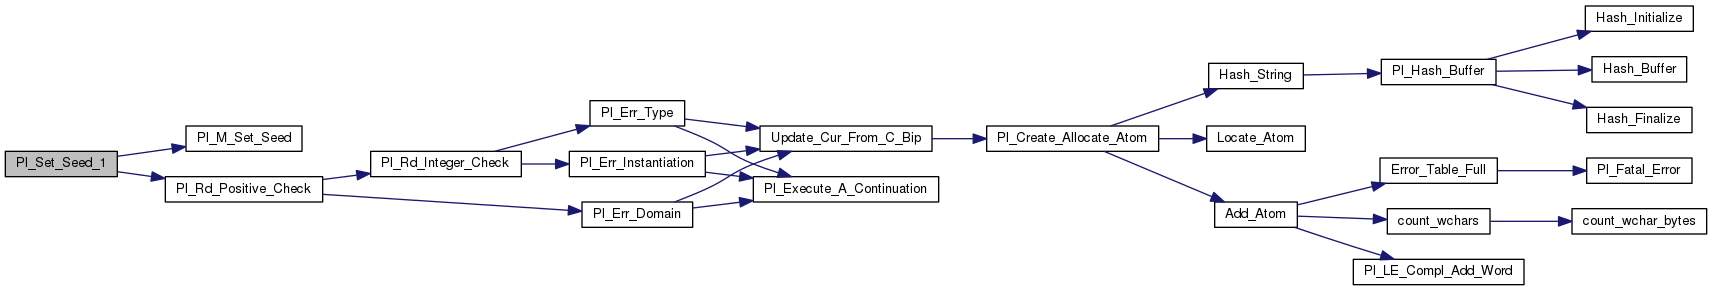 Pl_Set_Seed_1
Pl_M_Set_Seed
Pl_Rd_Positive_Check
Pl_Rd_Integer_Check
Pl_Err_Type
Pl_Err_Instantiation
Pl_Err_Domain
Update_Cur_From_C_Bip
Pl_Execute_A_Continuation
Pl_Create_Allocate_Atom
Hash_String
Locate_Atom
Add_Atom
Pl_Hash_Buffer
Error_Table_Full
count_wchars
Pl_LE_Compl_Add_Word
Hash_Initialize
Hash_Buffer
Hash_Finalize
Pl_Fatal_Error
count_wchar_bytes